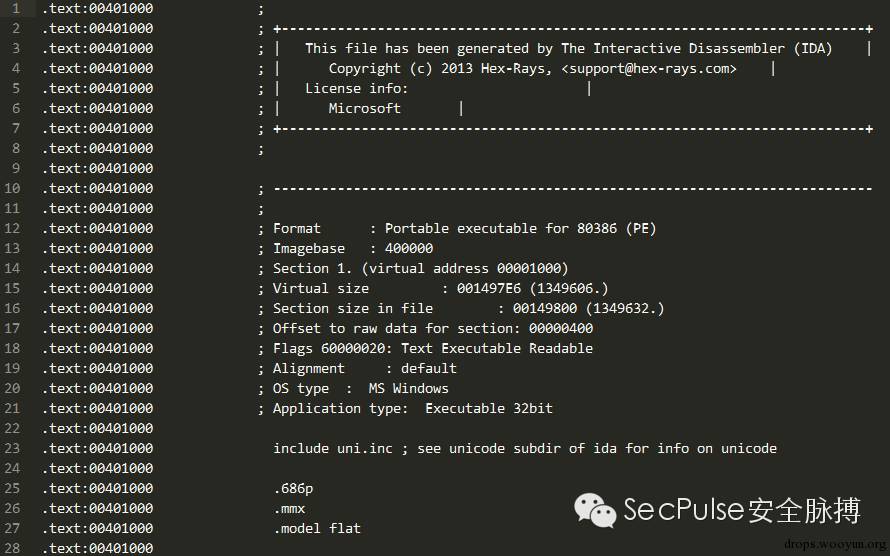 1 .text:00401000 ;
2 .text:00401000 ; +-------------------------------------------------------------------------+
3 .text:00401000 ; |   This file has been generated by The Interactive Disassembler (IDA)    |
4 .text:00401000 ; |      Copyright (c) 2013 Hex-Rays, <support@hex-rays.com>    |
5 .text:00401000 ; |   License info:                      |
6 .text:00401000 ; |      Microsoft       |
7 .text:00401000 ; +-------------------------------------------------------------------------+
8 .text:00401000 ;
9 .text:00401000
10 .text:00401000 ; ---------------------------------------------------------------------------
11 .text:00401000 ;
12 .text:00401000 ; Format      : Portable executable for 80386 (PE)
13 .text:00401000 ; Imagebase   : 400000
14 .text:00401000 ; Section 1. (virtual address 00001000)
15 .text:00401000 ; Virtual size         : 001497E6 (1349606.)
16 .text:00401000 ; Section size in file        : 00149800 (1349632.)
17 .text:00401000 ; Offset to raw data for section: 00000400
18 .text:00401000 ; Flags 60000020: Text Executable Readable
19 .text:00401000 ; Alignment     : default
20 .text:00401000 ; OS type  :  MS Windows
21 .text:00401000 ; Application type:  Executable 32bit
22 .text:00401000
23 .text:00401000 include uni.inc ; see unicode subdir of ida for info on unicode
24 .text:00401000
25 .text:00401000 .686p
26 .text:00401000 .mmx
27 .text:00401000 .model flat
28 .text:00401000
SecPulse安全脉搏
drops.wooyun.org